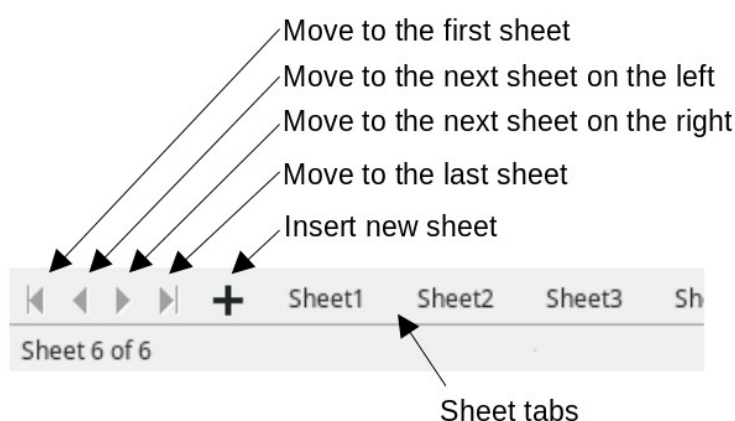 Move to the first sheet
Move to the next sheet on the left
Move to the next sheet on the right
Move to the last sheet
Insert new sheet
Sheet1 Sheet2 Sheet3 Sh
Sheet 6 of 6
Sheet tabs